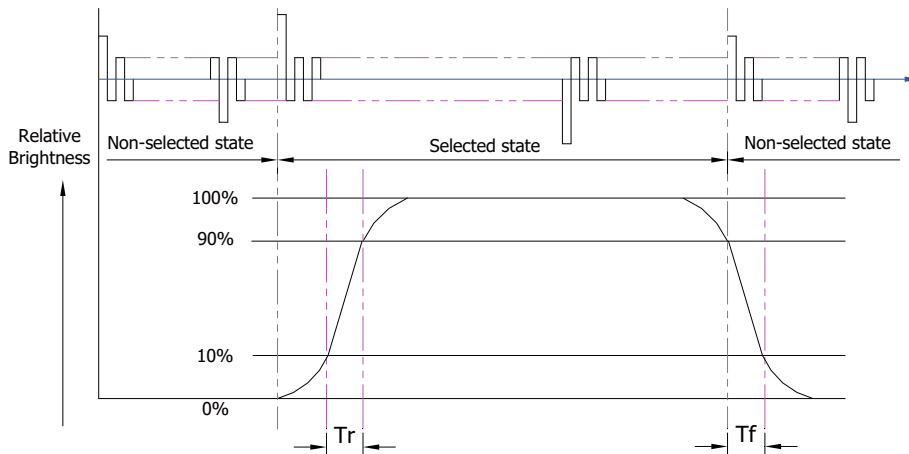 Relative
Brightness
Non-selected state
Selected state
Non-selected state
100%
90%
10%
0%
Tr
Tf